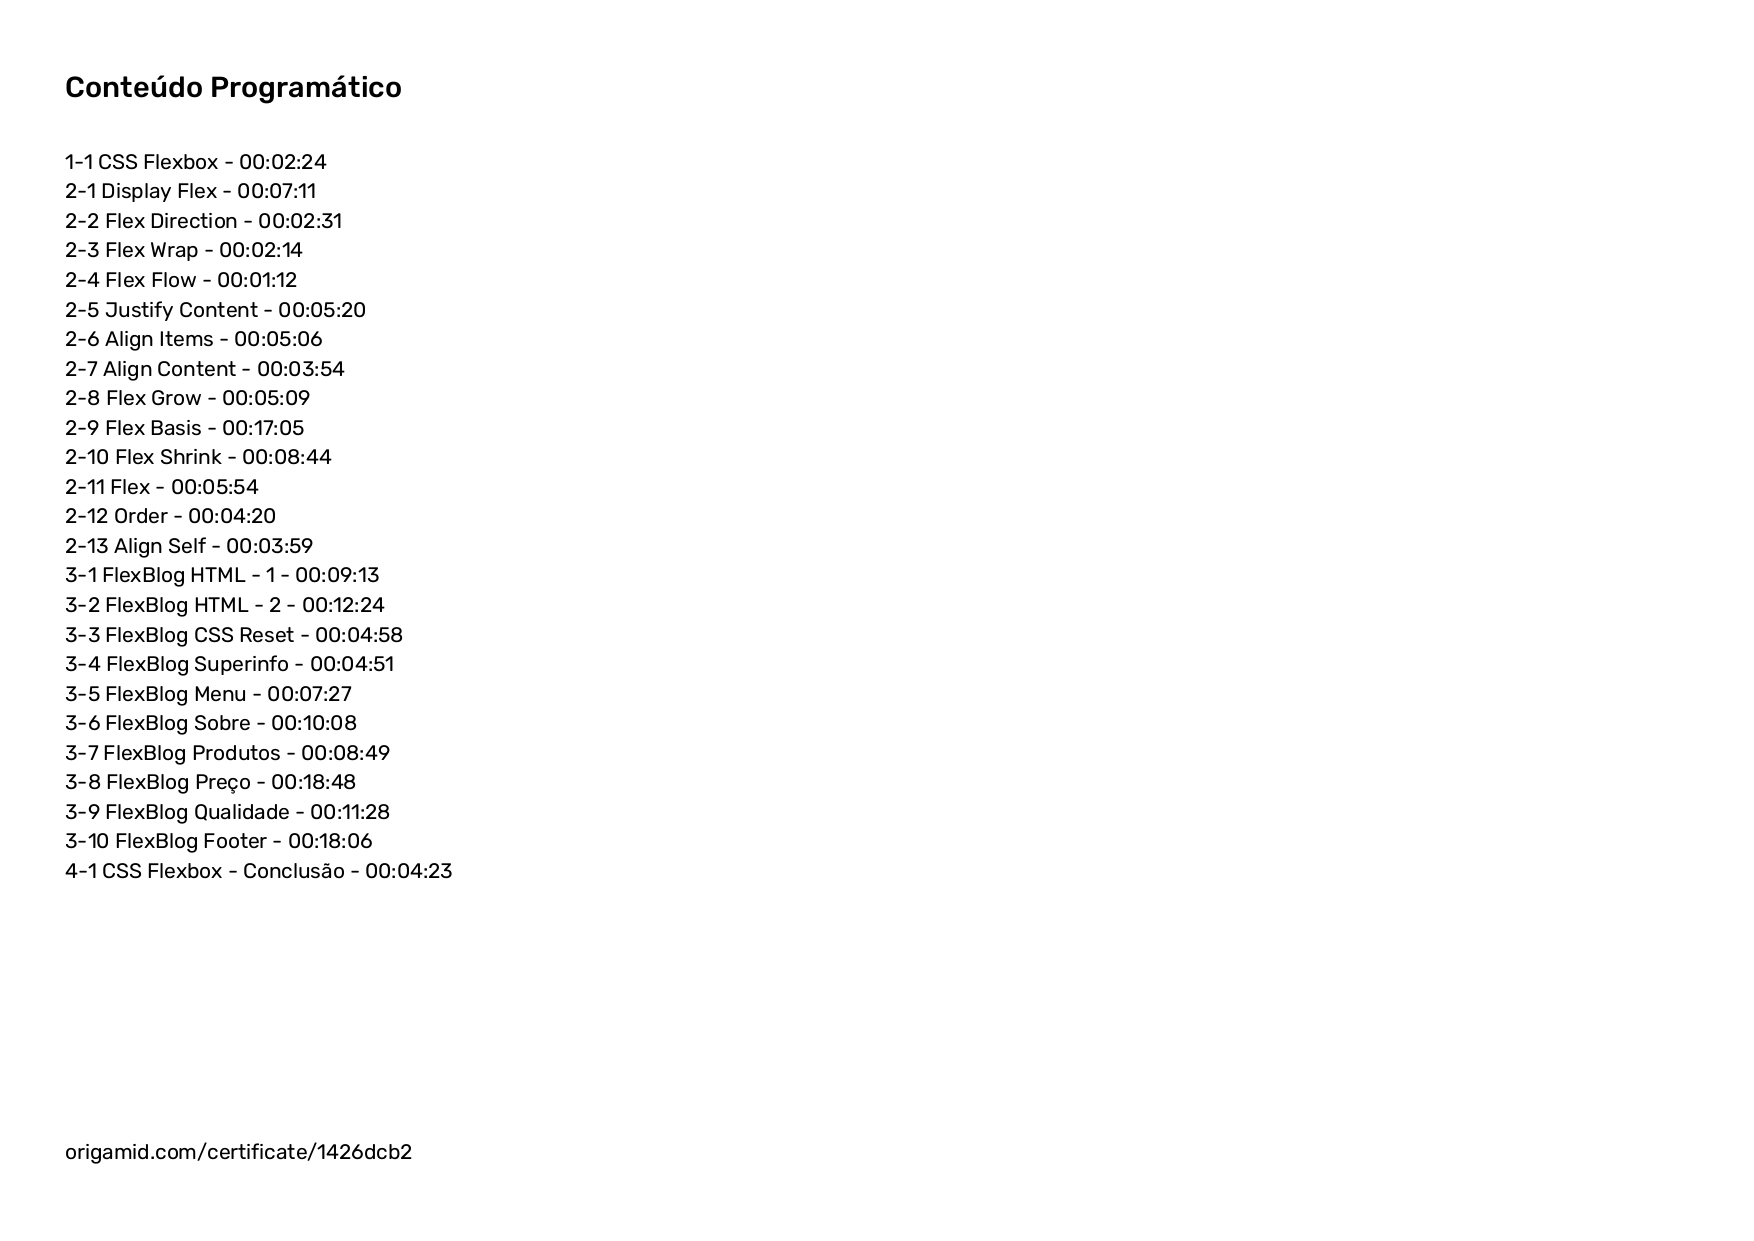 Conteúdo Programático
1-1 CSS Flexbox - 00:02:24
2-1 Display Flex - 00:07:11
2-2 Flex Direction - 00:02:31
2-3 Flex Wrap - 00:02:14
2-4 Flex Flow - 00:01:12
2-5 Justify Content - 00:05:20
2-6 Align Items - 00:05:06
2-7 Align Content - 00:03:54
2-8 Flex Grow - 00:05:09
2-9 Flex Basis - 00:17:05
2-10 Flex Shrink - 00:08:44
2-11 Flex - 00:05:54
2-12 Order - 00:04:20
2-13 Align Self - 00:03:59
3-1 FlexBlog HTML - 1 - 00:09:13
3-2 FlexBlog HTML - 2 - 00:12:24
3-3 FlexBlog CSS Reset - 00:04:58
3-4 FlexBlog Superinfo - 00:04:51
3-5 FlexBlog Menu - 00:07:27
3-6 FlexBlog Sobre - 00:10:08
3-7 FlexBlog Produtos - 00:08:49
3-8 FlexBlog Preço - 00:18:48
3-9 FlexBlog Qualidade - 00:11:28
3-10 FlexBlog Footer - 00:18:06
4-1 CSS Flexbox - Conclusão - 00:04:23
origamid.com/certificate/1426dcb2